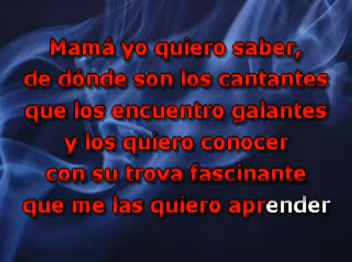 Mamá yo quiero saber,
de dónde son los cantantes
que los encuentro galantes
y los quiero conocer
con su trova fascinante
que me las quiero aprender